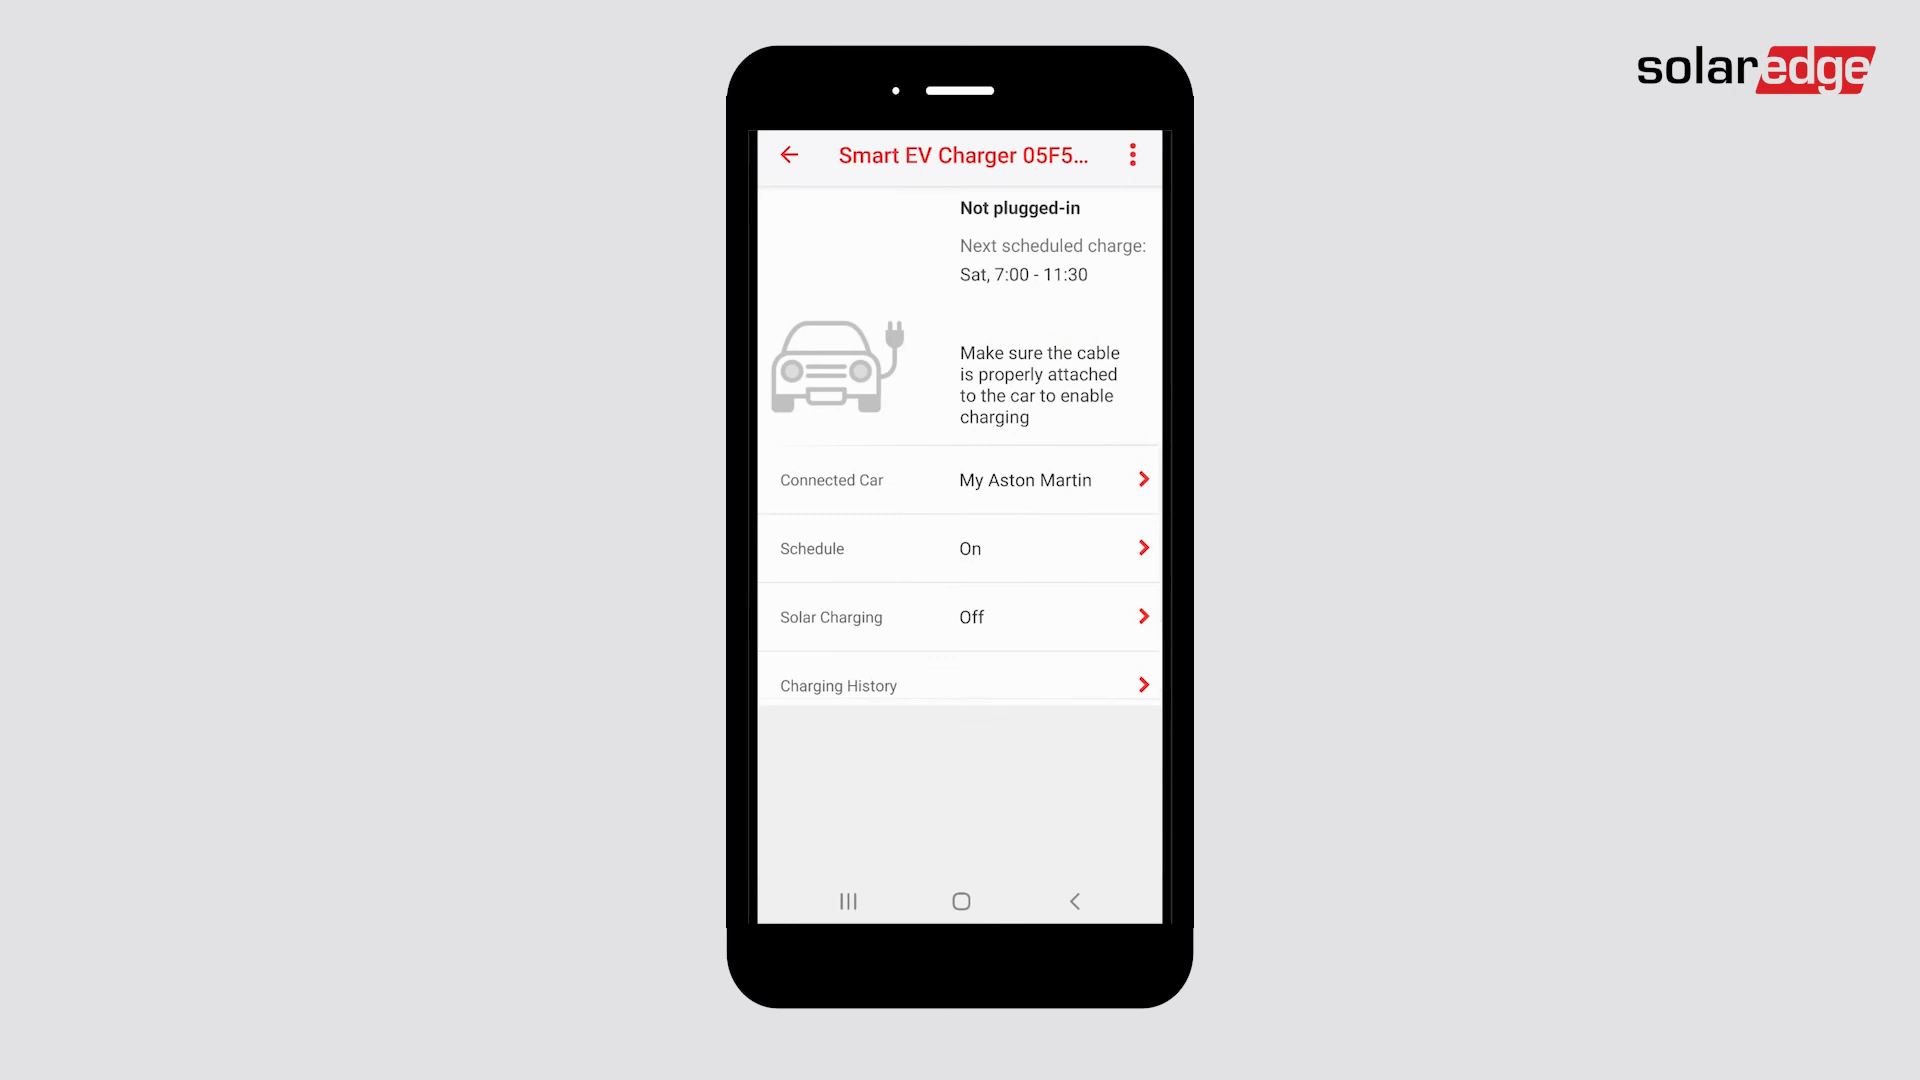 solaredge
Smart EV Charger 05F5...
Not plugged-in
Next scheduled charge:
Sat, 7:00 - 11:30
Make sure the cable
is properly attached
to the car to enable
charging
Connected Car My Aston Martin
Schedule On
Solar Charging Off
Charging History